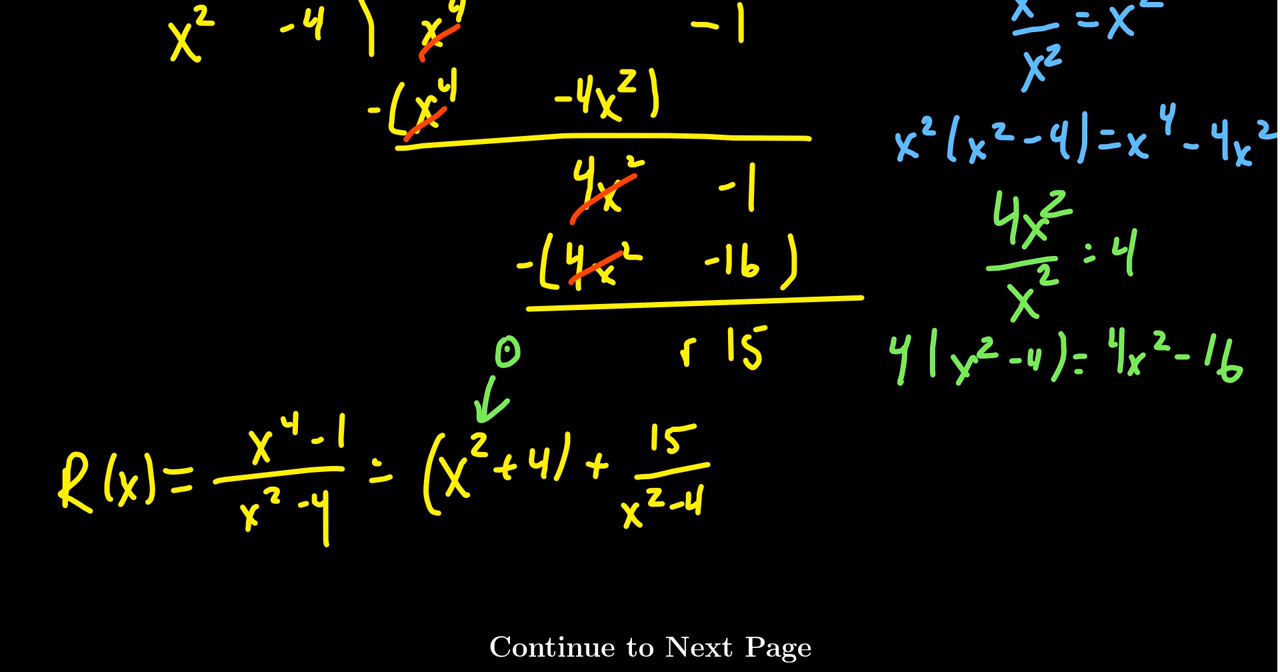 x² -4 ) x⁴ -1
-(x⁴ -4x²)
4x² -1
-(4x² -16)
r 15
x/x² = x²
x²(x²-4)=x⁴-4x²
4x²/x² = 4
4(x²-4)=4x²-16
R(x)= (x⁴-1)/(x²-4) = (x²+4) + 15/(x²-4)
Continue to Next Page